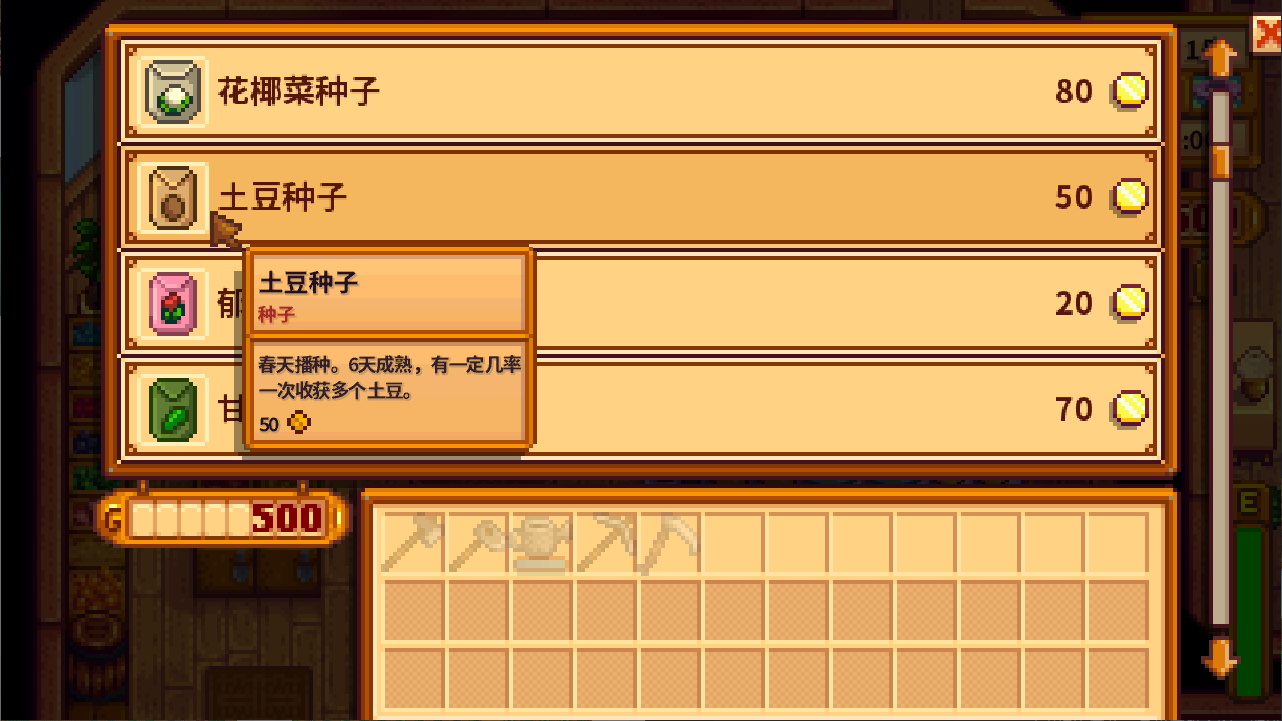 花椰菜种子 80
土豆种子 50
郁 20
甘 70
土豆种子
种子
春天播种。6天成熟，有一定几率
一次收获多个土豆。
50
500
E